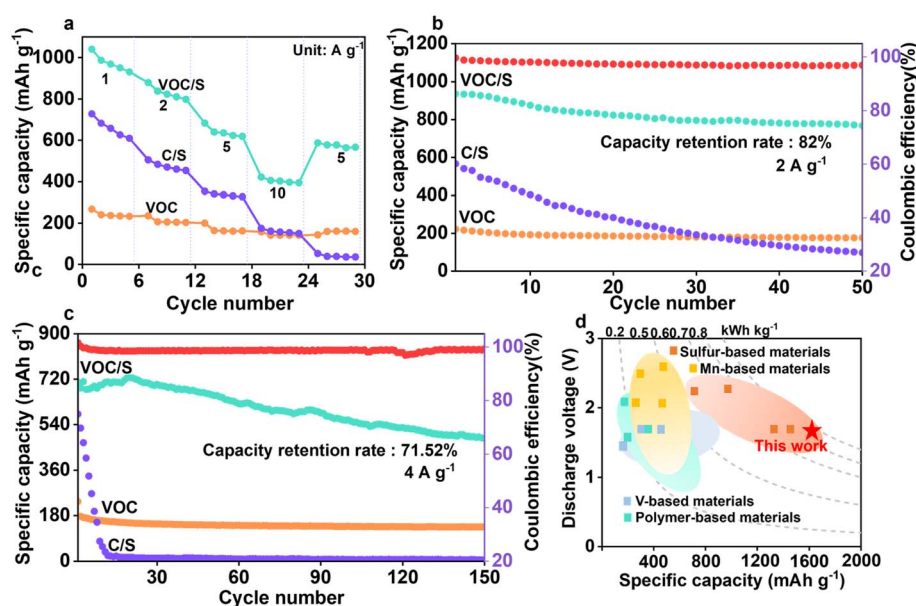 a
Unit: A g⁻¹
Specific capacity (mAh g⁻¹)
1000
800
600
400
200
0
1
VOC/S
2
5
10
5
C/S
VOC
0
6
12
18
24
30
Cycle number
b
Specific capacity (mAh g⁻¹)
1200
1000
800
600
400
200
0
VOC/S
Capacity retention rate : 82%
2 A g⁻¹
C/S
VOC
100
80
60
40
20
Coulombic efficiency(%)
10
20
30
40
50
Cycle number
c
c
Specific capacity (mAh g⁻¹)
900
720
540
360
180
0
VOC/S
Capacity retention rate : 71.52%
4 A g⁻¹
VOC
C/S
100
80
60
40
20
Coulombic efficiency(%)
30
60
90
120
150
Cycle number
d
0.2 0.5 0.60.70.8 kWh kg⁻¹
Discharge voltage (V)
3
2
1
0
Sulfur-based materials
Mn-based materials
This work
V-based materials
Polymer-based materials
0
400
800
1200
1600
2000
Specific capacity (mAh g⁻¹)